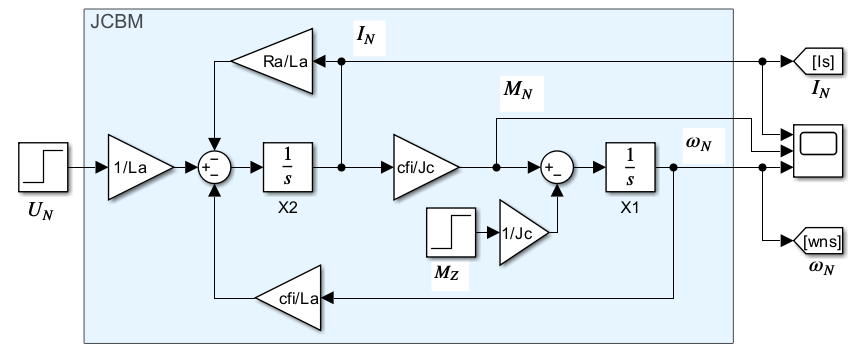 JCBM
I_N
Ra/La
[Is]
I_N
M_N
ω_N
1/La
+
−
−
1/s
X2
cfi/Jc
+
−
1/s
X1
U_N
1/Jc
M_Z
[wns]
ω_N
cfi/La